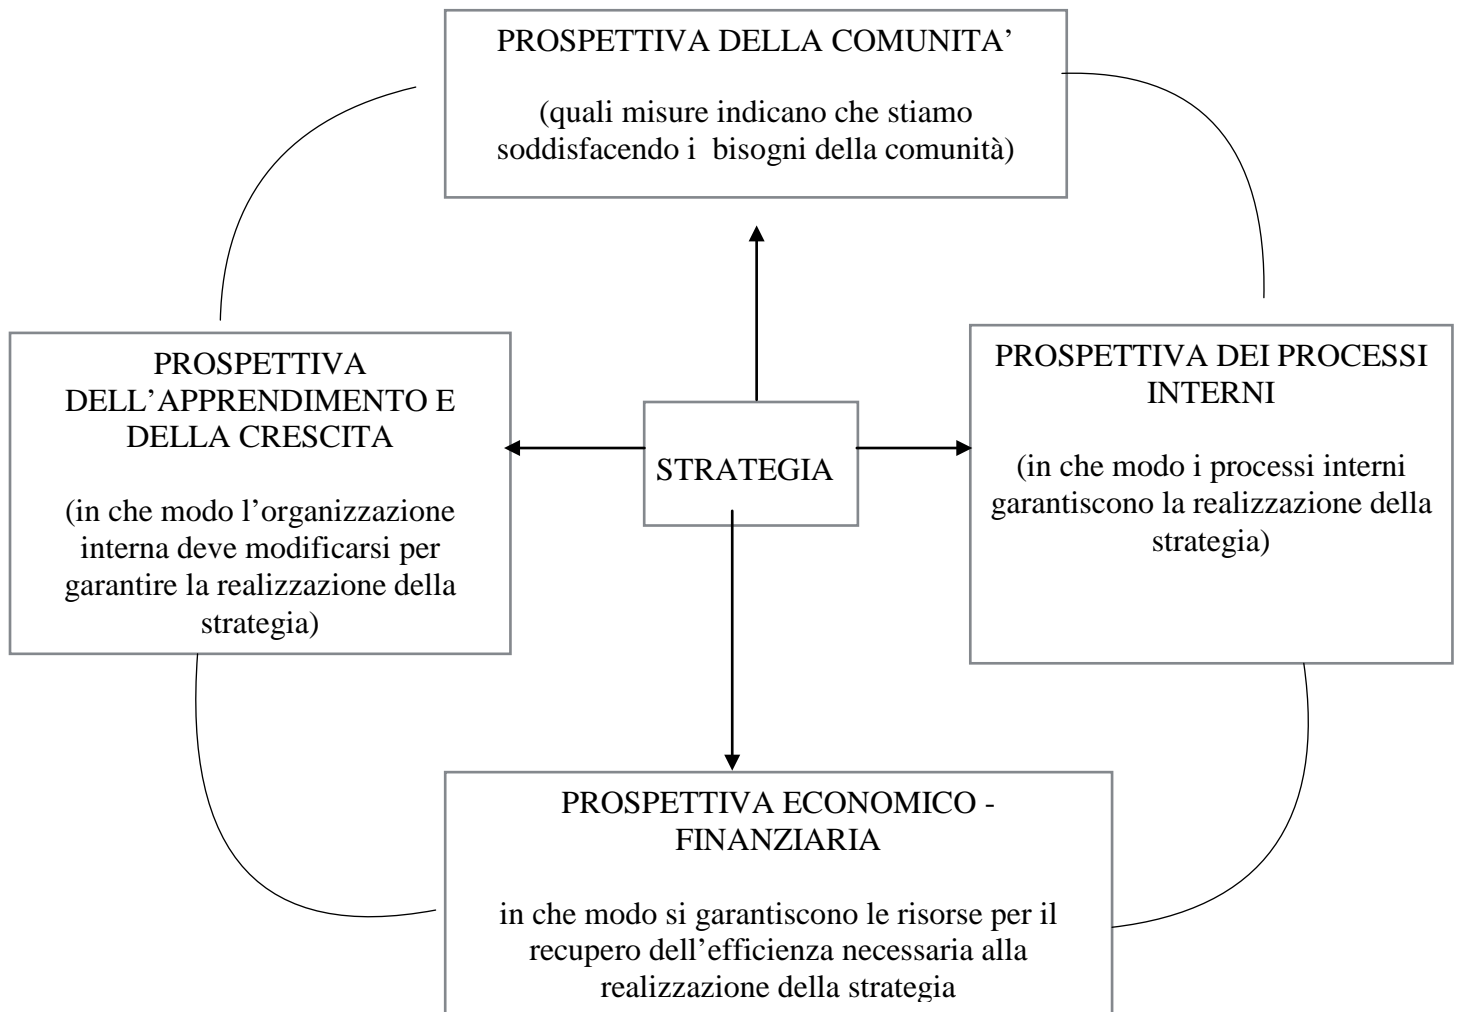 PROSPETTIVA DELLA COMUNITA’
(quali misure indicano che stiamo
soddisfacendo i bisogni della comunità)
PROSPETTIVA
DELL’APPRENDIMENTO E
DELLA CRESCITA
(in che modo l’organizzazione
interna deve modificarsi per
garantire la realizzazione della
strategia)
STRATEGIA
PROSPETTIVA DEI PROCESSI
INTERNI
(in che modo i processi interni
garantiscono la realizzazione della
strategia)
PROSPETTIVA ECONOMICO -
FINANZIARIA
in che modo si garantiscono le risorse per il
recupero dell’efficienza necessaria alla
realizzazione della strategia